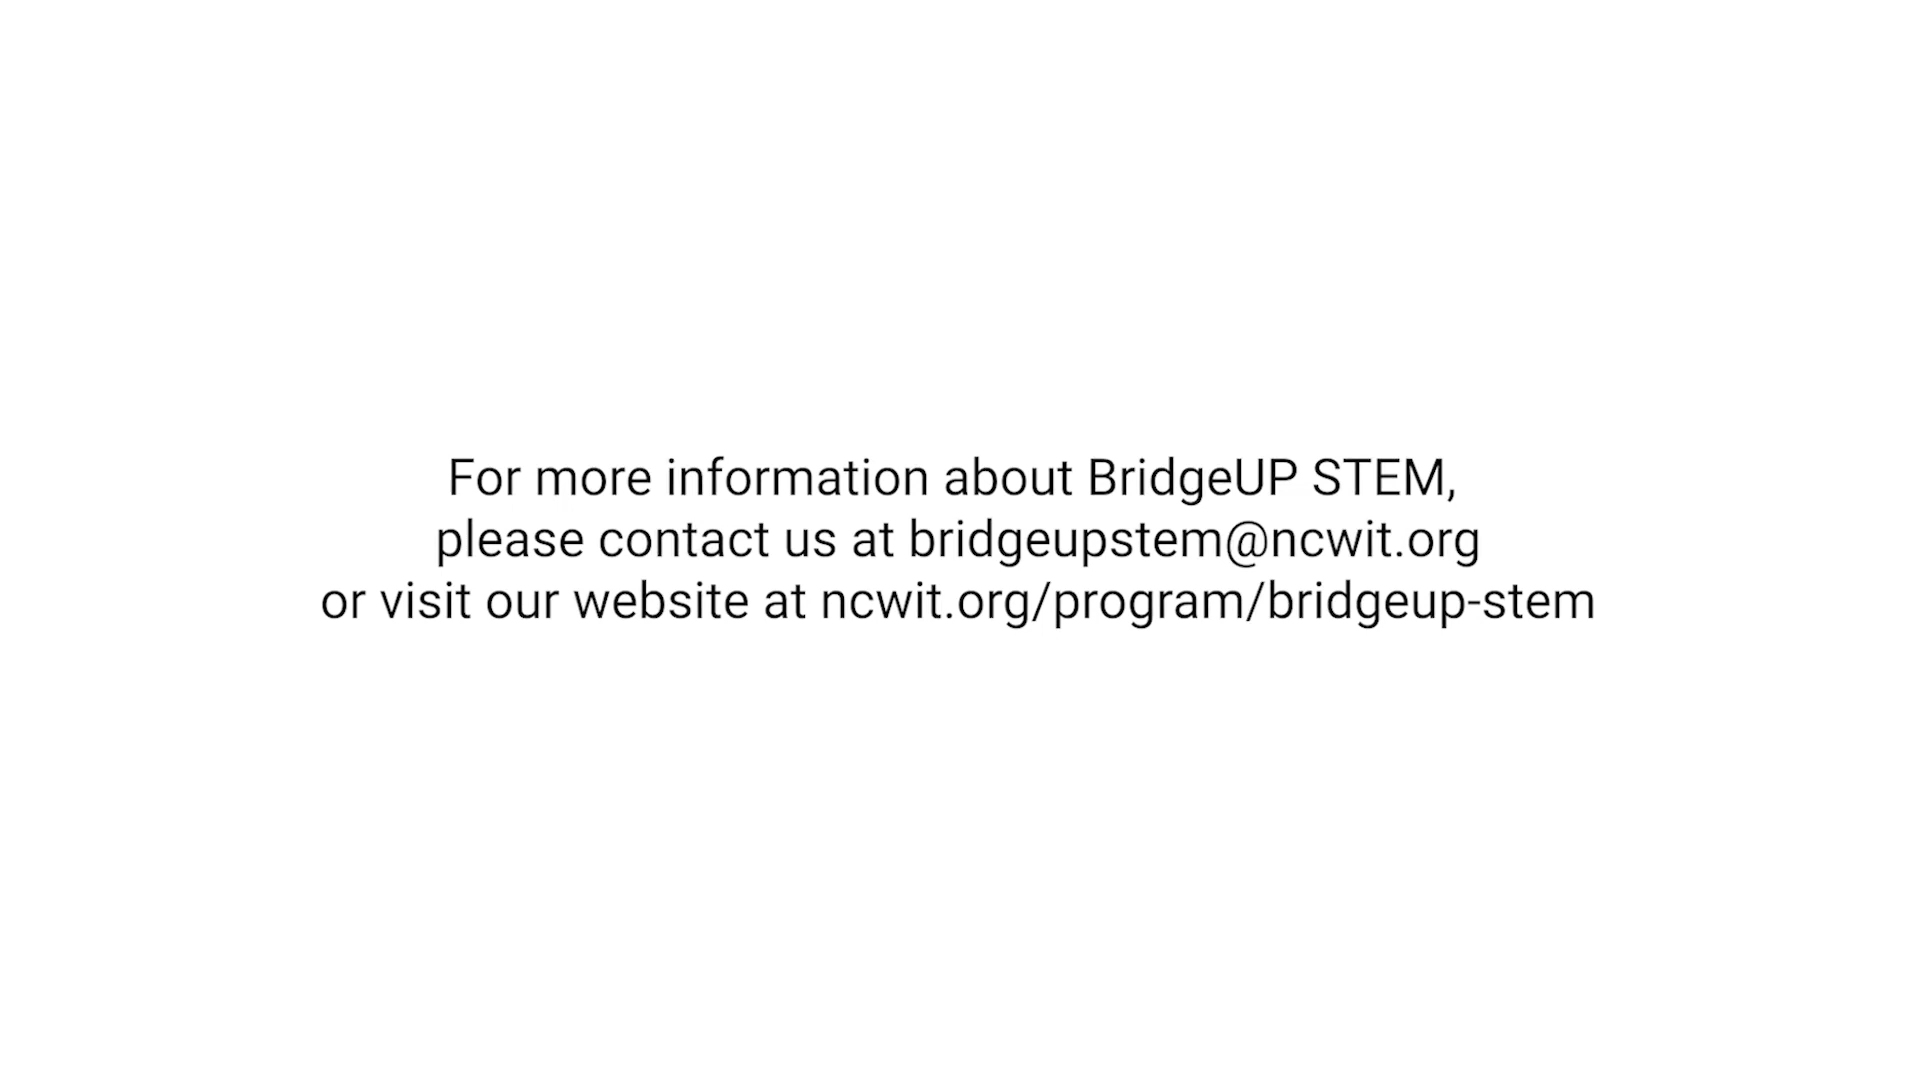 For more information about BridgeUP STEM,
please contact us at bridgeupstem@ncwit.org
or visit our website at ncwit.org/program/bridgeup-stem